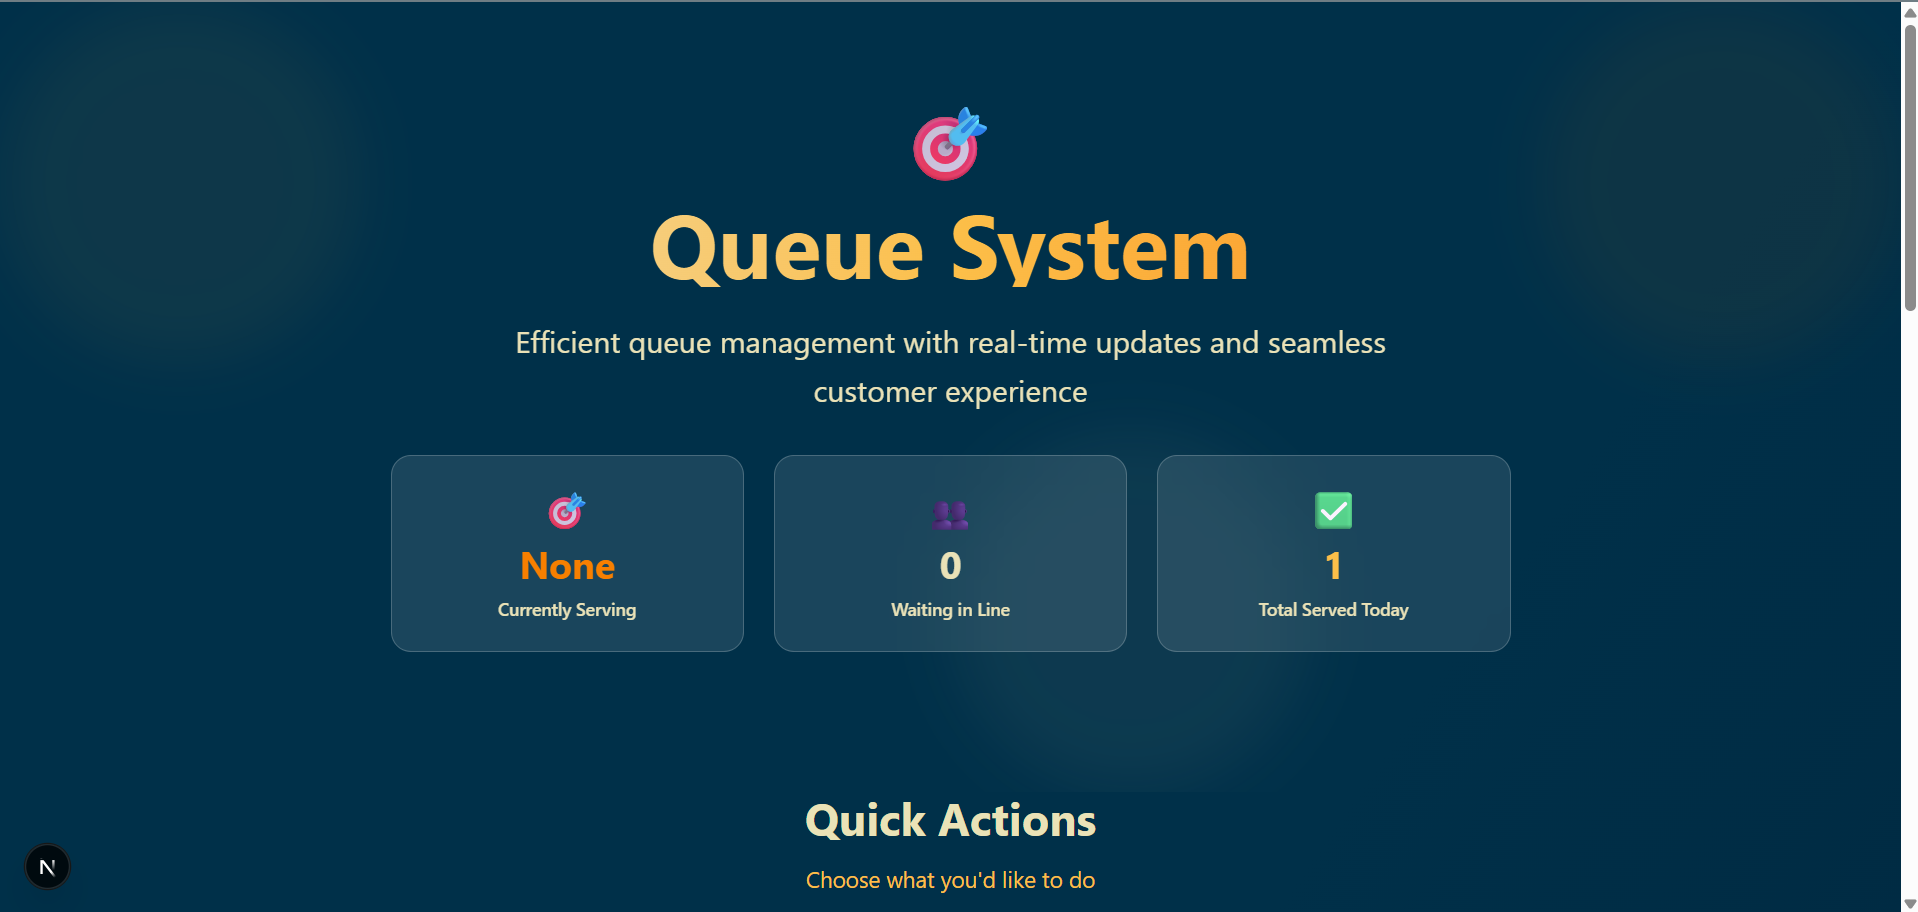 Queue System
Efficient queue management with real-time updates and seamless
customer experience
None
Currently Serving
0
Waiting in Line
1
Total Served Today
Quick Actions
Choose what you'd like to do
N